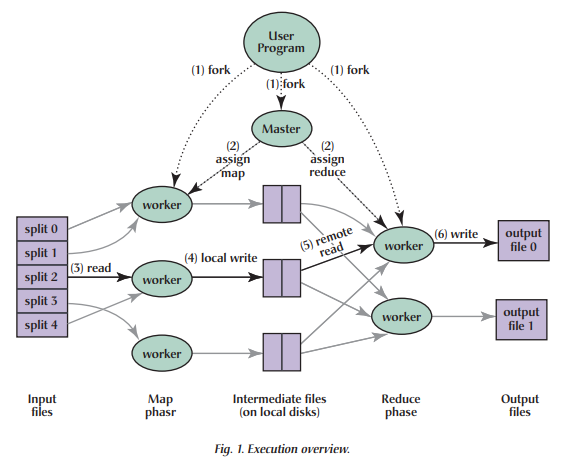 User
Program
(1) fork
(1) fork
(1) fork
Master
(2)
assign
map
(2)
assign
reduce
worker
split 0
split 1
split 2
split 3
split 4
(3) read
worker
(4) local write
(5) remote
read
worker
(6) write
output
file 0
worker
output
file 1
worker
Input
files
Map
phasr
Intermediate files
(on local disks)
Reduce
phase
Output
files
Fig. 1. Execution overview.